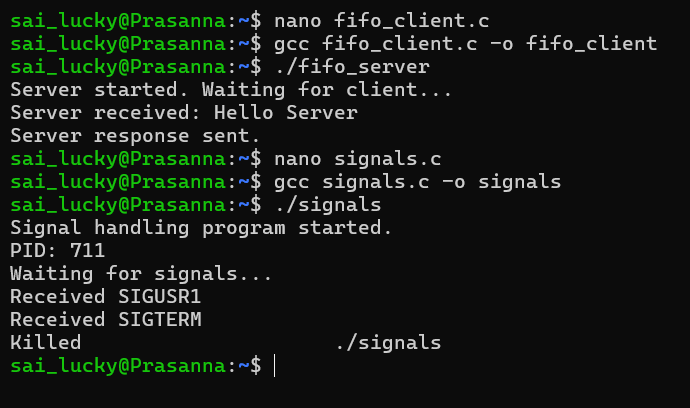 sai_lucky@Prasanna:~$ nano fifo_client.c
sai_lucky@Prasanna:~$ gcc fifo_client.c -o fifo_client
sai_lucky@Prasanna:~$ ./fifo_server
Server started. Waiting for client...
Server received: Hello Server
Server response sent.
sai_lucky@Prasanna:~$ nano signals.c
sai_lucky@Prasanna:~$ gcc signals.c -o signals
sai_lucky@Prasanna:~$ ./signals
Signal handling program started.
PID: 711
Waiting for signals...
Received SIGUSR1
Received SIGTERM
Killed                     ./signals
sai_lucky@Prasanna:~$